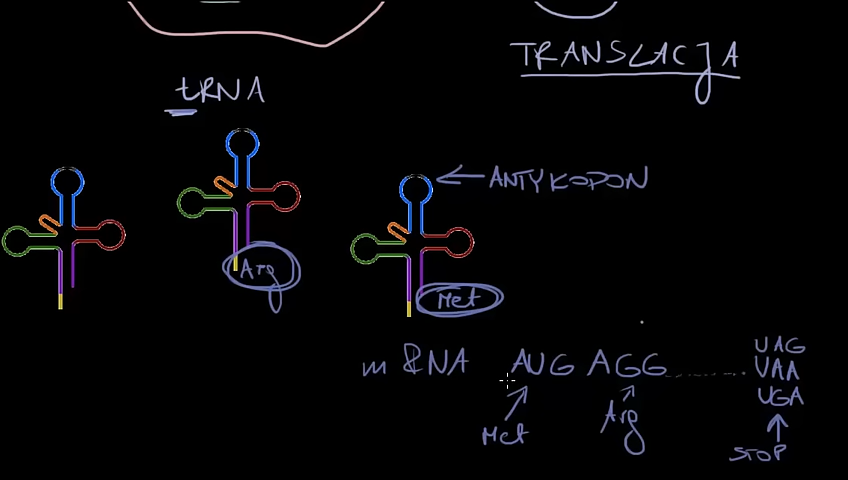 TRANSLACJA
tRNA
ANTYKODON
Arg
Met
mRNA AUG AGG ........
UAG
UAA
UGA
Met
Arg
STOP